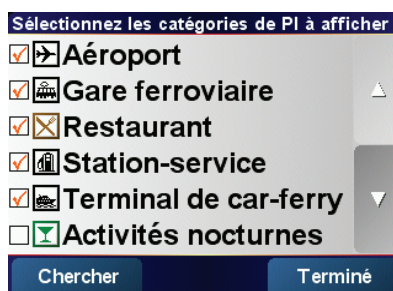 Sélectionnez les catégories de PI à afficher
Aéroport
Gare ferroviaire
Restaurant
Station-service
Terminal de car-ferry
Activités nocturnes
Chercher
Terminé